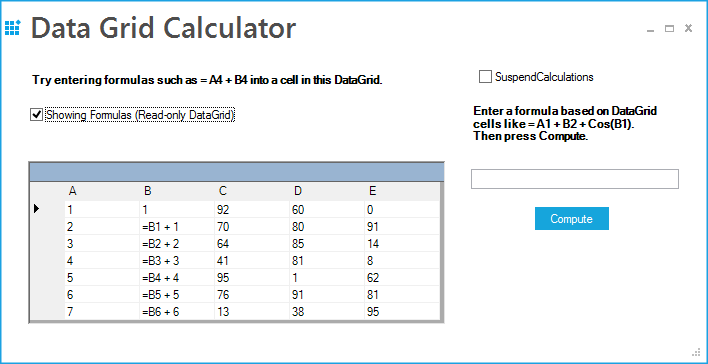 Data Grid Calculator
Try entering formulas such as = A4 + B4 into a cell in this DataGrid.
Showing Formulas (Read-only DataGrid)
A B C D E
1 1 92 60 0
2 =B1 + 1 70 80 91
3 =B2 + 2 64 85 14
4 =B3 + 3 41 81 8
5 =B4 + 4 95 1 62
6 =B5 + 5 76 91 81
7 =B6 + 6 13 38 95
SuspendCalculations
Enter a formula based on DataGrid
cells like = A1 + B2 + Cos(B1).
Then press Compute.
Compute